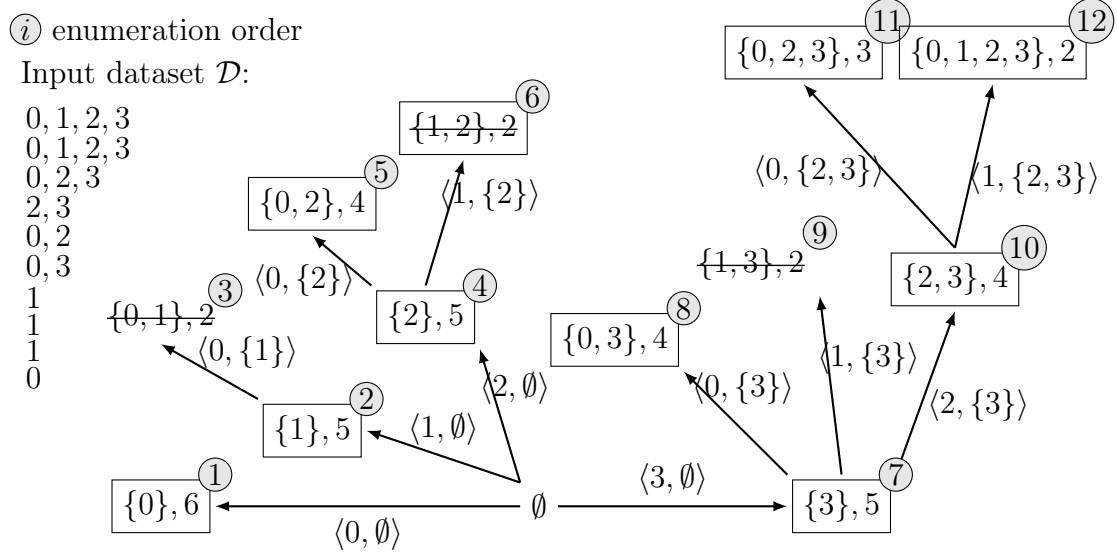 i enumeration order
Input dataset 𝒟:
0, 1, 2, 3
0, 1, 2, 3
0, 2, 3
2, 3
0, 2
0, 3
1
1
1
0
11
12
{0, 2, 3}, 3
{0, 1, 2, 3}, 2
6
{1, 2}, 2
5
{0, 2}, 4
⟨1, {2}⟩
⟨0, {2, 3}⟩
⟨1, {2, 3}⟩
9
{1, 3}, 2
10
{2, 3}, 4
3
{0, 1}, 2
⟨0, {2}⟩
4
{2}, 5
8
{0, 3}, 4
⟨0, {1}⟩
⟨2, ∅⟩
⟨0, {3}⟩
⟨1, {3}⟩
⟨2, {3}⟩
2
{1}, 5
⟨1, ∅⟩
1
{0}, 6
⟨0, ∅⟩
∅
⟨3, ∅⟩
7
{3}, 5